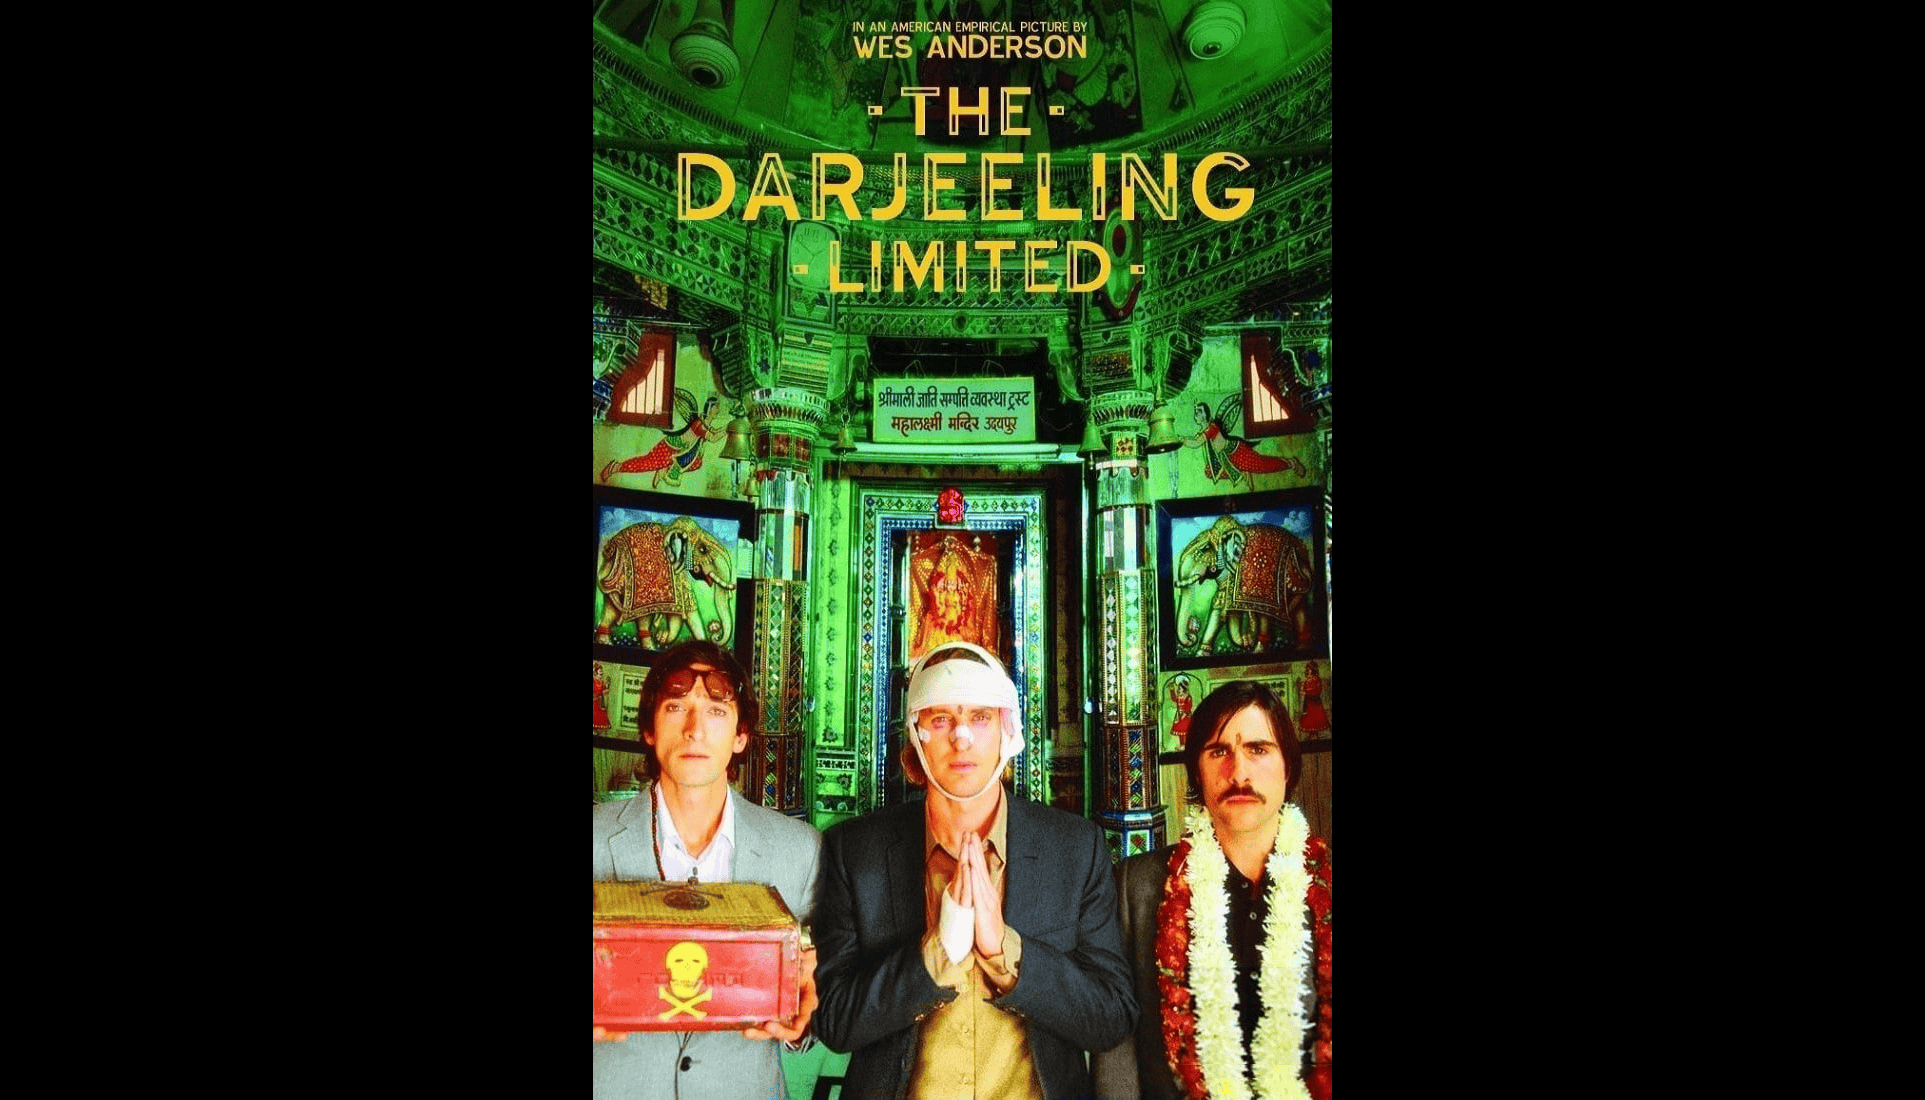 IN AN AMERICAN EMPIRICAL PICTURE BY
WES ANDERSON
THE
DARJEELING
LIMITED
श्रीमाली जाति सम्पत्ति व्यवस्था ट्रस्ट
महालक्ष्मी मन्दिर उदयपुर